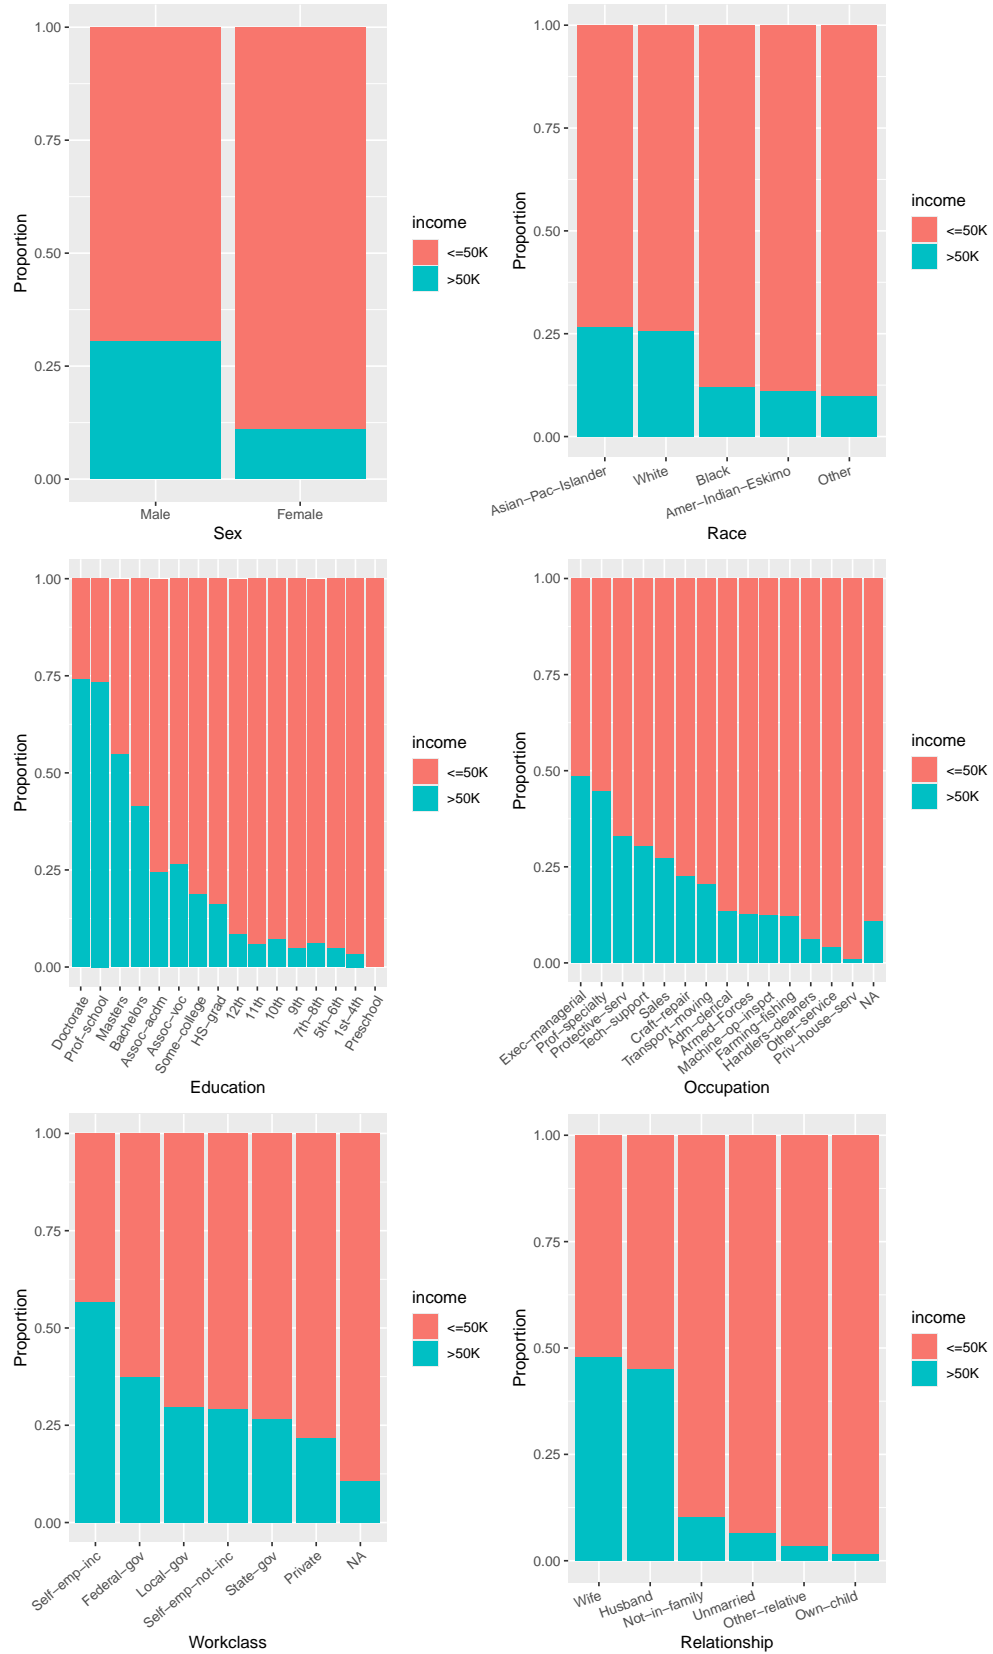 1.00
0.75
0.50
0.25
0.00
Proportion
Male
Female
Sex
income
<=50K
>50K
1.00
0.75
0.50
0.25
0.00
Proportion
Asian–Pac–Islander
White
Black
Amer–Indian–Eskimo
Other
Race
income
<=50K
>50K
1.00
0.75
0.50
0.25
0.00
Proportion
Doctorate
Prof–school
Masters
Bachelors
Assoc–acdm
Assoc–voc
Some–college
HS–grad
12th
11th
10th
9th
7th–8th
5th–6th
1st–4th
Preschool
Education
income
<=50K
>50K
1.00
0.75
0.50
0.25
0.00
Proportion
Exec–managerial
Prof–specialty
Protective–serv
Tech–support
Sales
Craft–repair
Transport–moving
Adm–clerical
Armed–Forces
Machine–op–inspct
Farming–fishing
Handlers–cleaners
Other–service
Priv–house–serv
NA
Occupation
income
<=50K
>50K
1.00
0.75
0.50
0.25
0.00
Proportion
Self–emp–inc
Federal–gov
Local–gov
Self–emp–not–inc
State–gov
Private
NA
Workclass
income
<=50K
>50K
1.00
0.75
0.50
0.25
0.00
Proportion
Wife
Husband
Not–in–family
Unmarried
Other–relative
Own–child
Relationship
income
<=50K
>50K